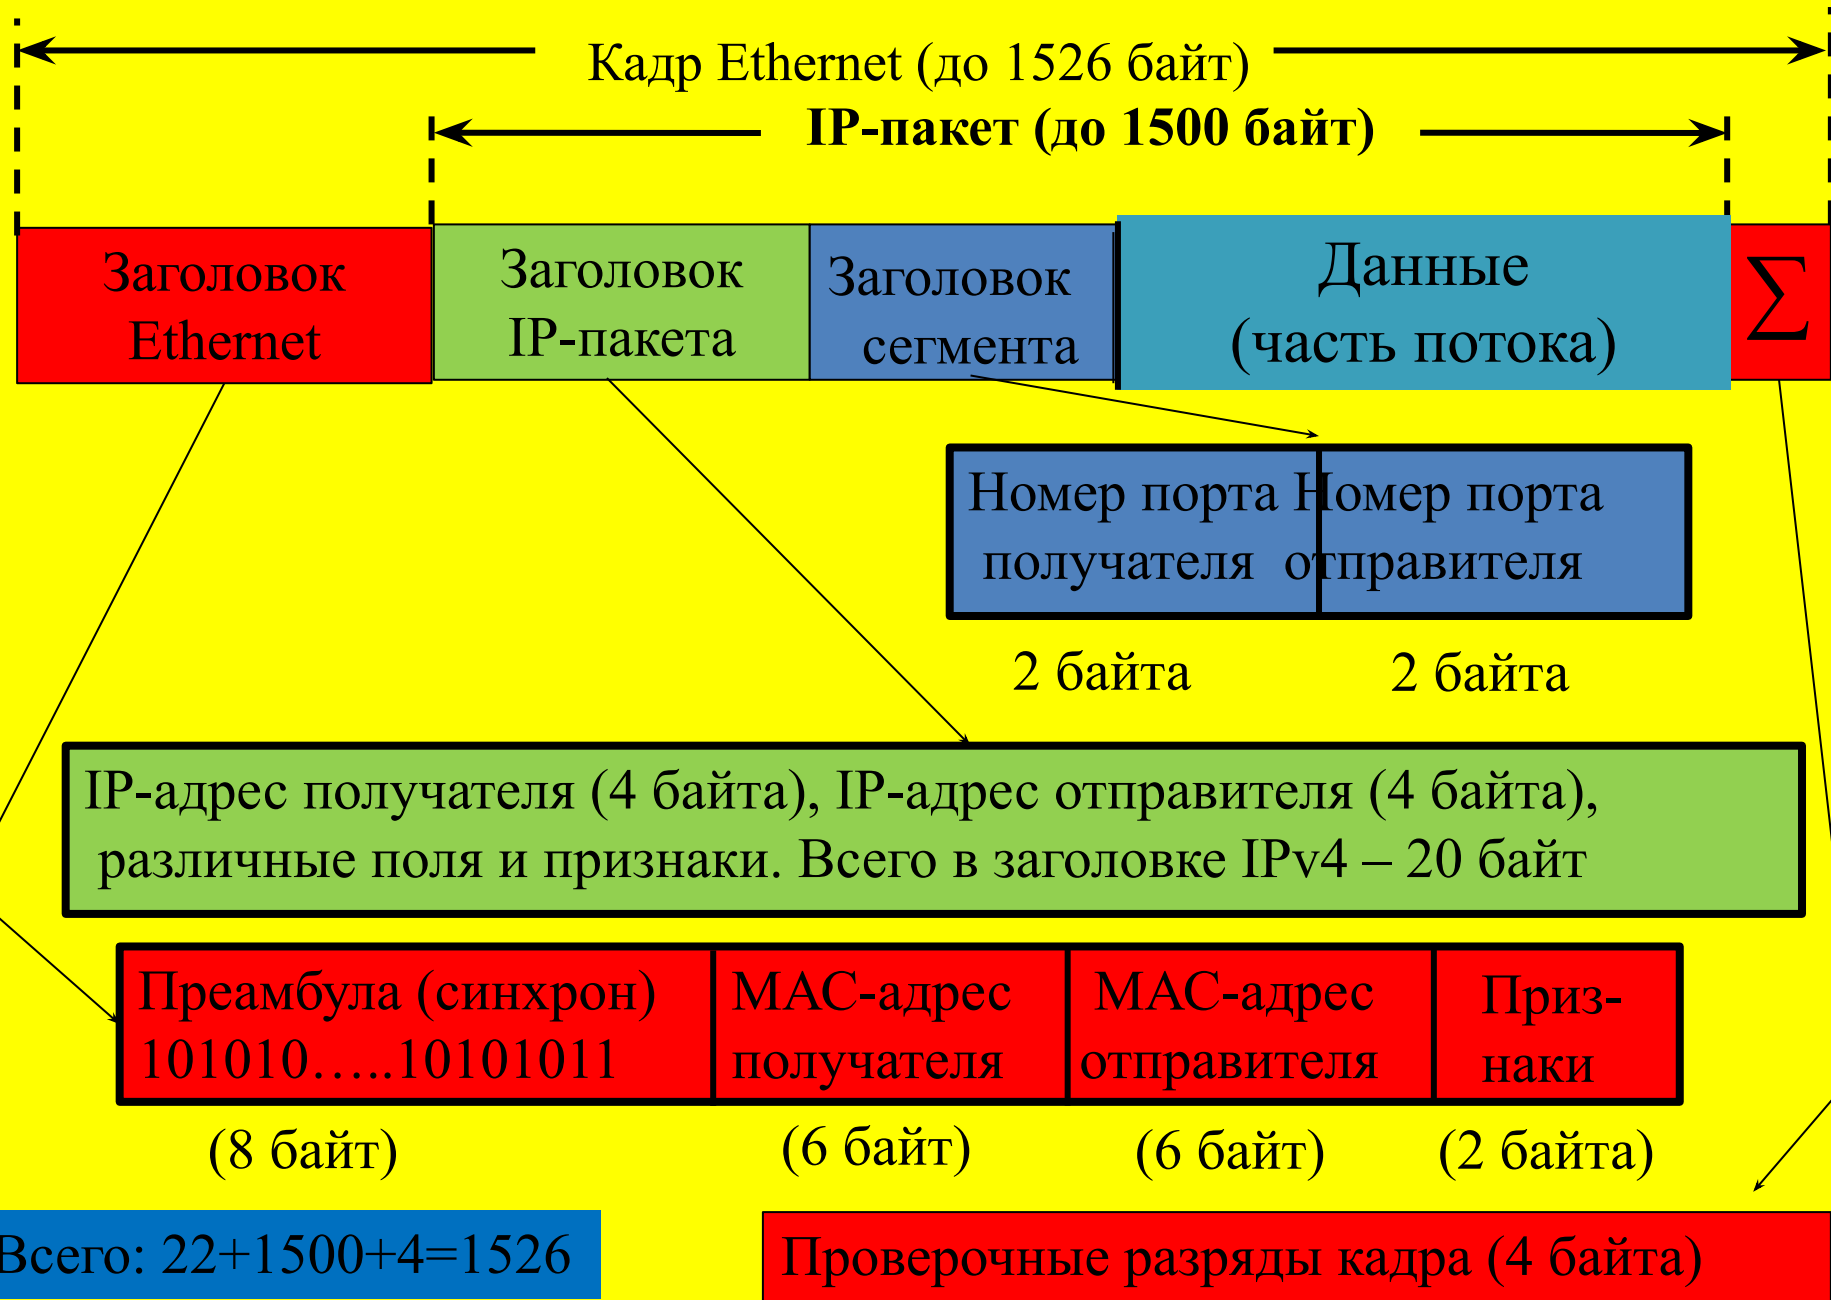 Кадр Ethernet (до 1526 байт)
IP-пакет (до 1500 байт)
Заголовок
Ethernet
Заголовок
IP-пакета
Заголовок
сегмента
Данные
(часть потока)
∑
Номер порта
получателя
Номер порта
отправителя
2 байта
2 байта
IP-адрес получателя (4 байта), IP-адрес отправителя (4 байта),
различные поля и признаки. Всего в заголовке IPv4 – 20 байт
Преамбула (синхрон)
101010…..10101011
MAC-адрес
получателя
MAC-адрес
отправителя
Приз-
наки
(8 байт)
(6 байт)
(6 байт)
(2 байта)
Всего: 22+1500+4=1526
Проверочные разряды кадра (4 байта)